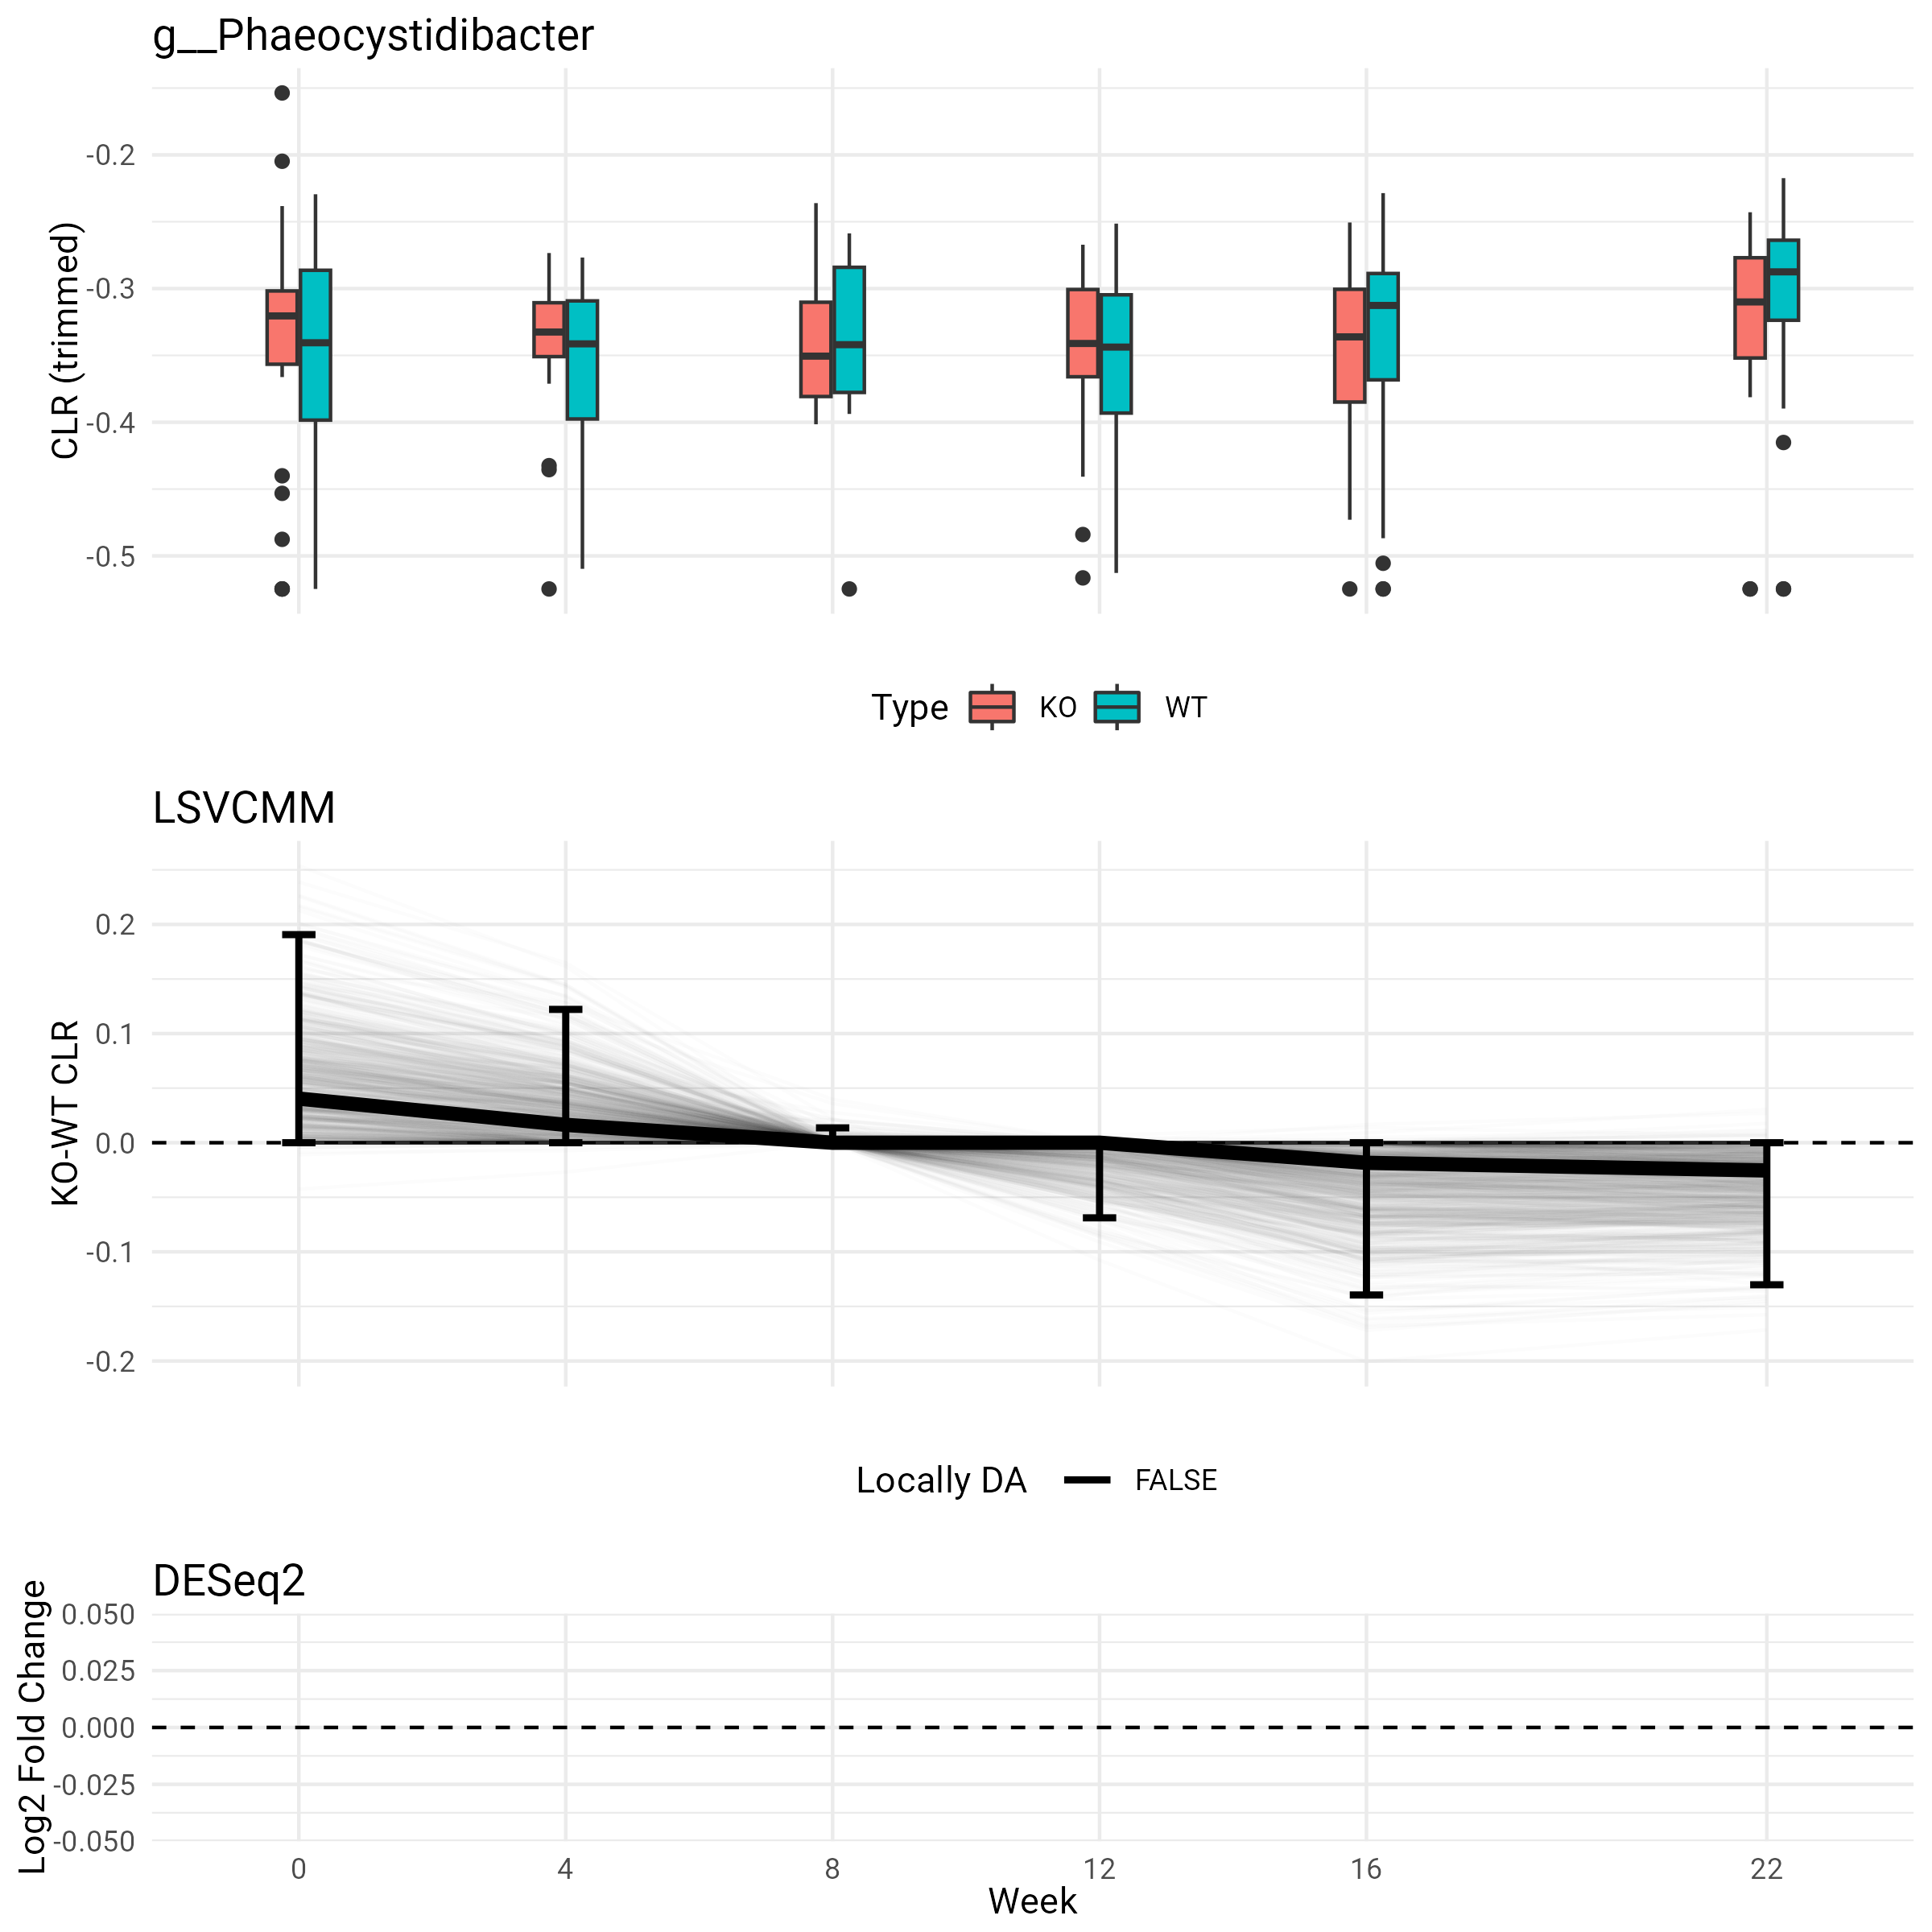 g__Phaeocystidibacter
CLR (trimmed)
-0.2
-0.3
-0.4
-0.5
Type KO WT
LSVCMM
KO-WT CLR
0.2
0.1
0.0
-0.1
-0.2
Locally DA FALSE
DESeq2
Log2 Fold Change
0.050
0.025
0.000
-0.025
-0.050
0 4 8 12 16 22
Week